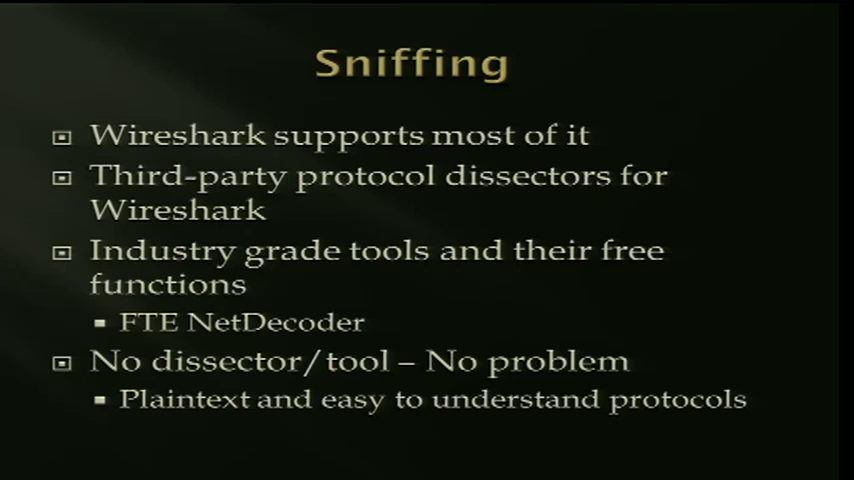 Sniffing
Wireshark supports most of it
Third-party protocol dissectors for
Wireshark
Industry grade tools and their free
functions
FTE NetDecoder
No dissector/tool – No problem
Plaintext and easy to understand protocols